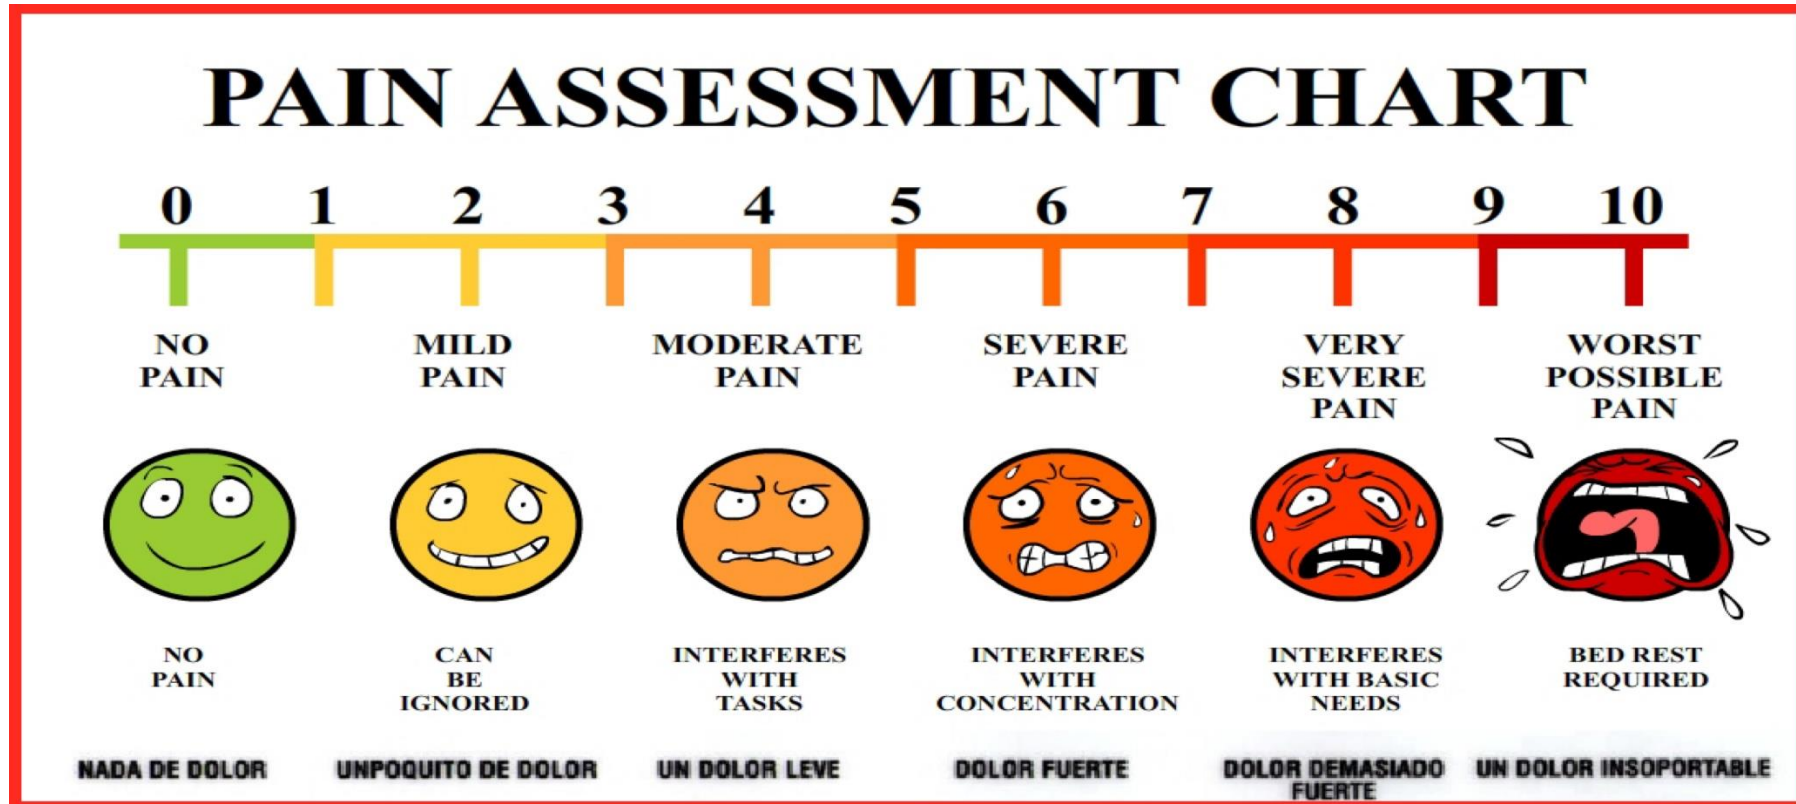 PAIN ASSESSMENT CHART
0 1 2 3 4 5 6 7 8 9 10
NO
PAIN
MILD
PAIN
MODERATE
PAIN
SEVERE
PAIN
VERY
SEVERE
PAIN
WORST
POSSIBLE
PAIN
NO
PAIN
CAN
BE
IGNORED
INTERFERES
WITH
TASKS
INTERFERES
WITH
CONCENTRATION
INTERFERES
WITH BASIC
NEEDS
BED REST
REQUIRED
NADA DE DOLOR
UNPOQUITO DE DOLOR
UN DOLOR LEVE
DOLOR FUERTE
DOLOR DEMASIADO
FUERTE
UN DOLOR INSOPORTABLE